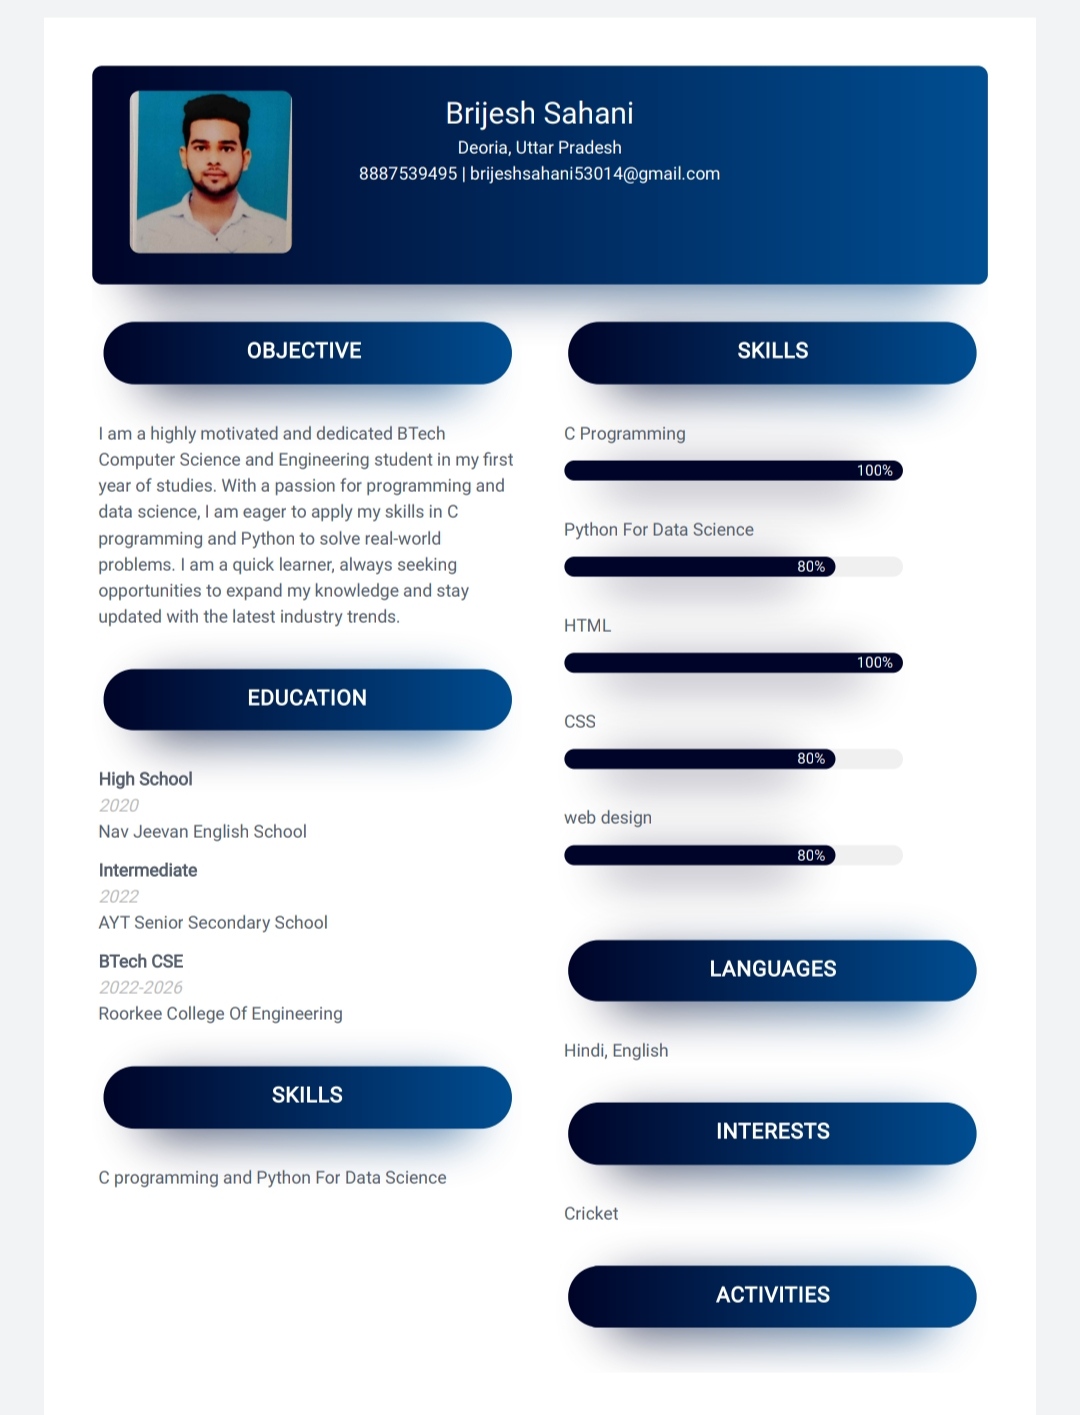 Brijesh Sahani
Deoria, Uttar Pradesh
8887539495 | brijeshsahani53014@gmail.com
OBJECTIVE
I am a highly motivated and dedicated BTech
Computer Science and Engineering student in my first
year of studies. With a passion for programming and
data science, I am eager to apply my skills in C
programming and Python to solve real-world
problems. I am a quick learner, always seeking
opportunities to expand my knowledge and stay
updated with the latest industry trends.
EDUCATION
High School
2020
Nav Jeevan English School
Intermediate
2022
AYT Senior Secondary School
BTech CSE
2022-2026
Roorkee College Of Engineering
SKILLS
C programming and Python For Data Science
SKILLS
C Programming
100%
Python For Data Science
80%
HTML
100%
CSS
80%
web design
80%
LANGUAGES
Hindi, English
INTERESTS
Cricket
ACTIVITIES